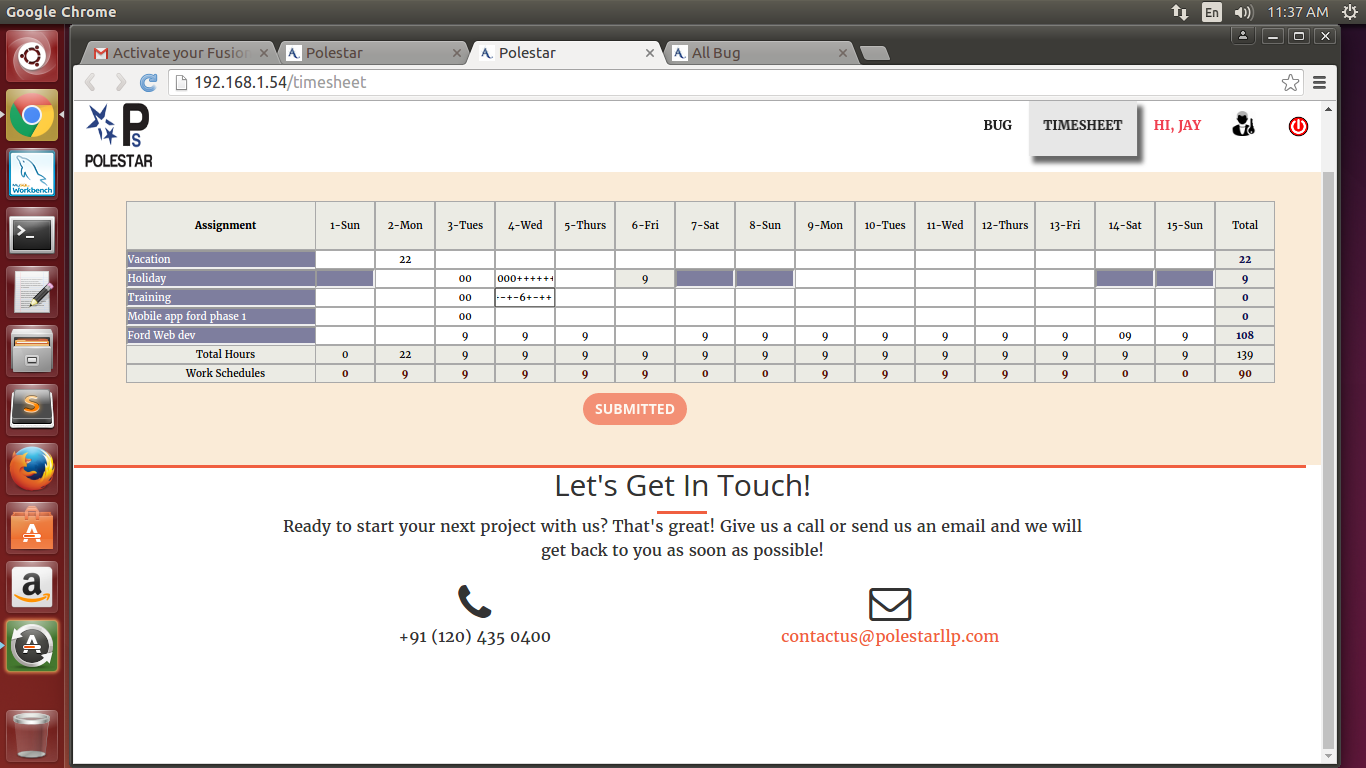 Google Chrome En 11:37 AM
Activate your Fusion Polestar Polestar All Bug
192.168.1.54/timesheet
PS
POLESTAR
BUG TIMESHEET HI, JAY
Assignment 1-Sun 2-Mon 3-Tues 4-Wed 5-Thurs 6-Fri 7-Sat 8-Sun 9-Mon 10-Tues 11-Wed 12-Thurs 13-Fri 14-Sat 15-Sun Total
Vacation 22 22
Holiday 00 000++++++ 9 9
Training 00 -+-6+-++ 0
Mobile app ford phase 1 00 0
Ford Web dev 9 9 9 9 9 9 9 9 9 9 09 9 108
Total Hours 0 22 9 9 9 9 9 9 9 9 9 9 9 9 9 139
Work Schedules 0 9 9 9 9 9 0 0 9 9 9 9 9 0 0 90
SUBMITTED
Let's Get In Touch!
Ready to start your next project with us? That's great! Give us a call or send us an email and we will
get back to you as soon as possible!
+91 (120) 435 0400 contactus@polestarllp.com